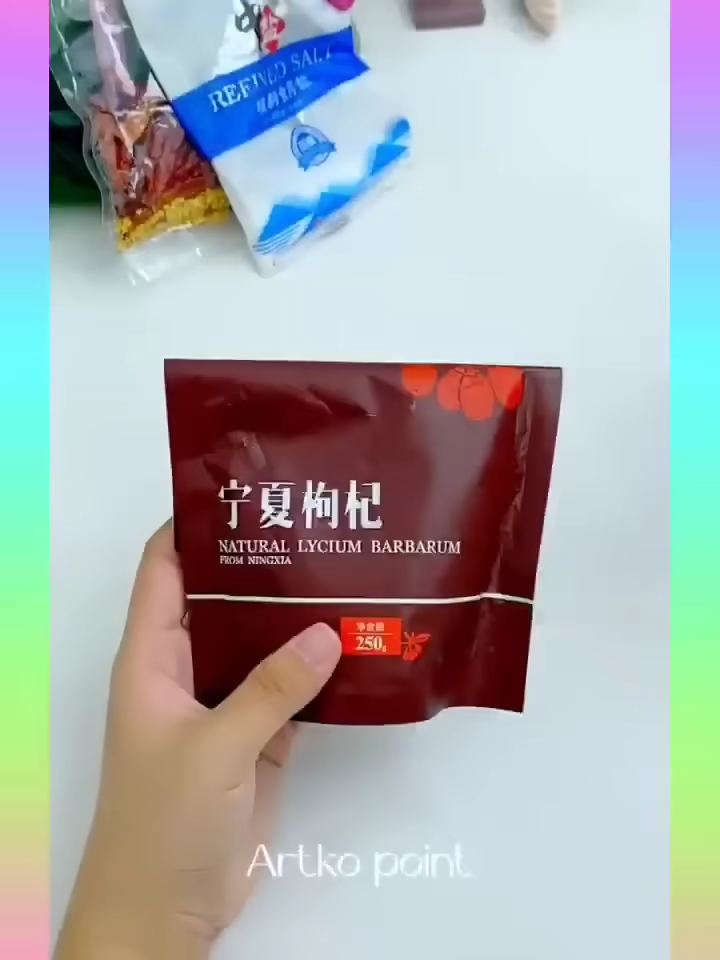 REFINED SALT
宁夏枸杞
NATURAL LYCIUM BARBARUM
FROM NINGXIA
净含量
250g
Artko point